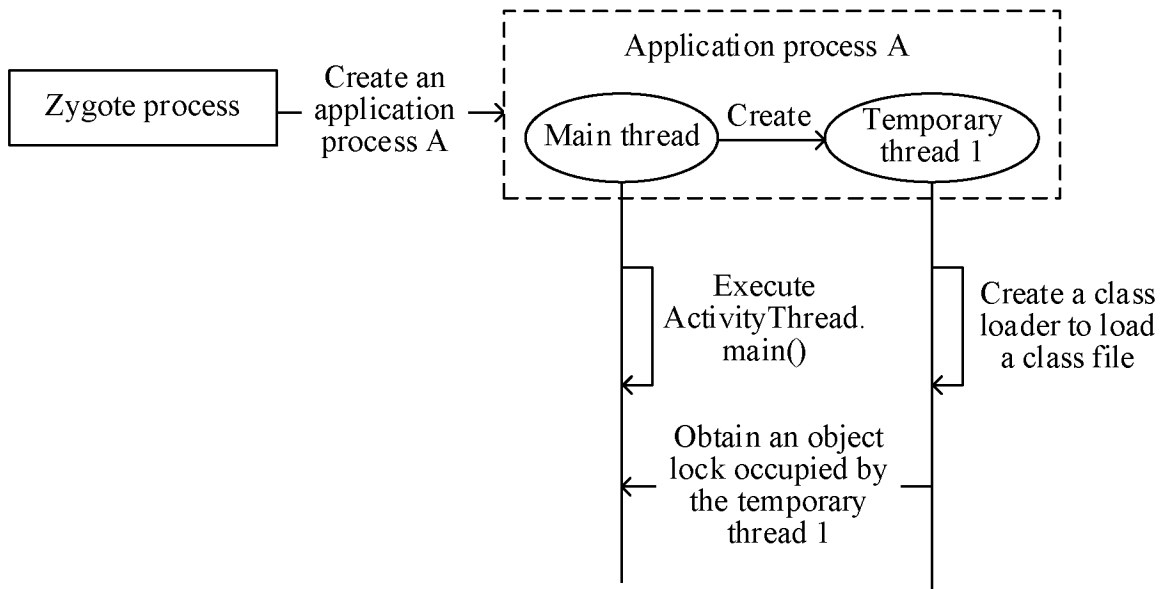 Application process A
Zygote process
Create an
application
process A
Main thread
Create
Temporary
thread 1
Execute
ActivityThread.
main()
Create a class
loader to load
a class file
Obtain an object
lock occupied by
the temporary
thread 1